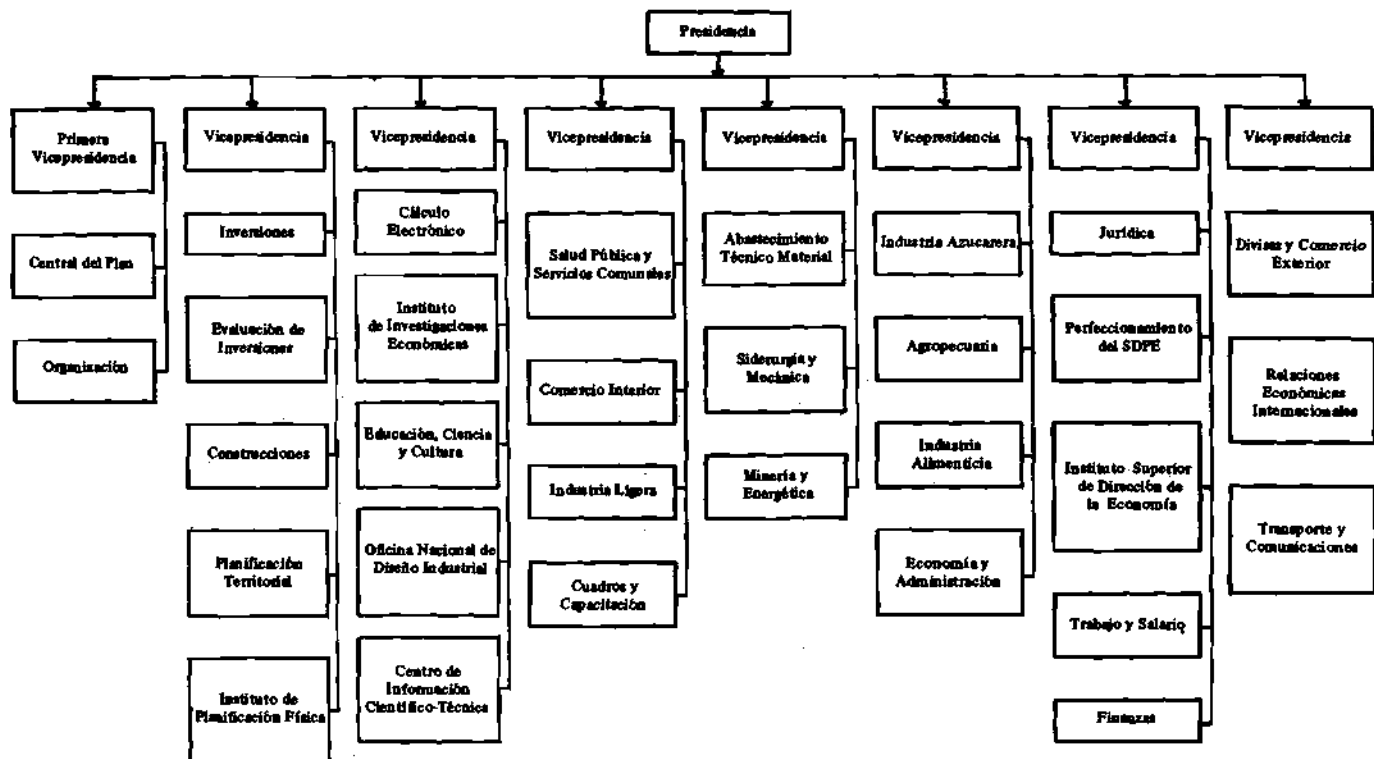 Presidencia
Primera
Vicepresidencia
Central del Plan
Organización
Vicepresidencia
Inversiones
Evaluación de
Inversiones
Construcciones
Planificación
Territorial
Instituto de
Planificación Física
Vicepresidencia
Cálculo
Electrónico
Instituto
de Investigaciones
Económicas
Educación, Ciencia
y Cultura
Oficina Nacional de
Diseño Industrial
Centro de
Información
Científico-Técnica
Vicepresidencia
Salud Pública y
Servicios Comunales
Comercio Interior
Industria Ligera
Cuadros y
Capacitación
Vicepresidencia
Abastecimiento
Técnico Material
Siderurgía y
Mecánica
Minería y
Energética
Vicepresidencia
Industria Azucarera
Agropecuaria
Industria
Alimenticia
Economía y
Administración
Vicepresidencia
Jurídica
Perfeccionamiento
del SDPE
Instituto Superior
de Dirección de
la Economía
Trabajo y Salario
Finanzas
Vicepresidencia
Divisas y Comercio
Exterior
Relaciones
Económicas
Internacionales
Transporte y
Comunicaciones